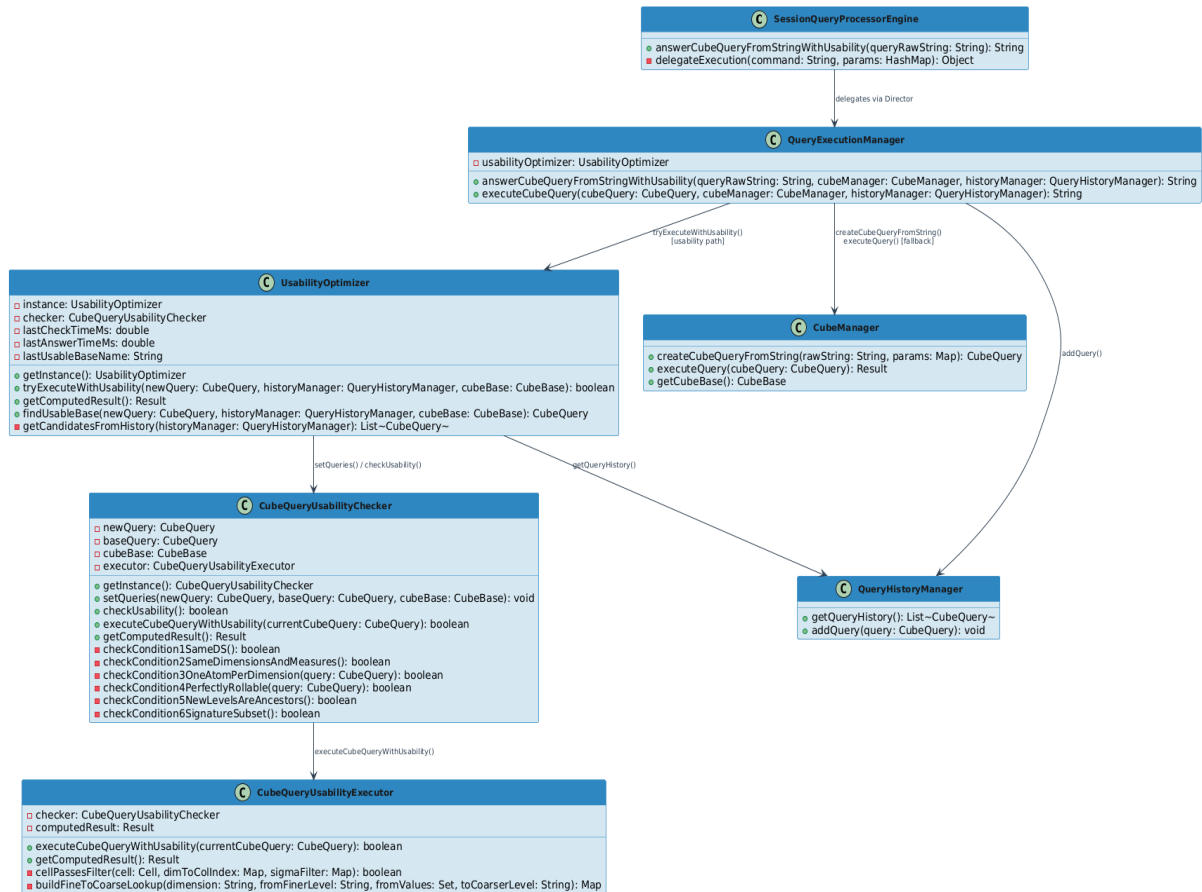 C SessionQueryProcessorEngine
answerCubeQueryFromStringWithUsability(queryRawString: String): String
delegateExecution(command: String, params: HashMap): Object
delegates via Director
C QueryExecutionManager
usabilityOptimizer: UsabilityOptimizer
answerCubeQueryFromStringWithUsability(queryRawString: String, cubeManager: CubeManager, historyManager: QueryHistoryManager): String
executeCubeQuery(cubeQuery: CubeQuery, cubeManager: CubeManager, historyManager: QueryHistoryManager): String
tryExecuteWithUsability()
[usability path]
createCubeQueryFromString()
executeQuery() [fallback]
addQuery()
C UsabilityOptimizer
instance: UsabilityOptimizer
checker: CubeQueryUsabilityChecker
lastCheckTimeMs: double
lastAnswerTimeMs: double
lastUsableBaseName: String
getInstance(): UsabilityOptimizer
tryExecuteWithUsability(newQuery: CubeQuery, historyManager: QueryHistoryManager, cubeBase: CubeBase): boolean
getComputedResult(): Result
findUsableBase(newQuery: CubeQuery, historyManager: QueryHistoryManager, cubeBase: CubeBase): CubeQuery
getCandidatesFromHistory(historyManager: QueryHistoryManager): List~CubeQuery~
C CubeManager
createCubeQueryFromString(rawString: String, params: Map): CubeQuery
executeQuery(cubeQuery: CubeQuery): Result
getCubeBase(): CubeBase
setQueries() / checkUsability()
getQueryHistory()
C CubeQueryUsabilityChecker
newQuery: CubeQuery
baseQuery: CubeQuery
cubeBase: CubeBase
executor: CubeQueryUsabilityExecutor
getInstance(): CubeQueryUsabilityChecker
setQueries(newQuery: CubeQuery, baseQuery: CubeQuery, cubeBase: CubeBase): void
checkUsability(): boolean
executeCubeQueryWithUsability(currentCubeQuery: CubeQuery): boolean
getComputedResult(): Result
checkCondition1SameDS(): boolean
checkCondition2SameDimensionsAndMeasures(): boolean
checkCondition3OneAtomPerDimension(query: CubeQuery): boolean
checkCondition4PerfectlyRollable(query: CubeQuery): boolean
checkCondition5NewLevelsAreAncestors(): boolean
checkCondition6SignatureSubset(): boolean
C QueryHistoryManager
getQueryHistory(): List~CubeQuery~
addQuery(query: CubeQuery): void
executeCubeQueryWithUsability()
C CubeQueryUsabilityExecutor
checker: CubeQueryUsabilityChecker
computedResult: Result
executeCubeQueryWithUsability(currentCubeQuery: CubeQuery): boolean
getComputedResult(): Result
cellPassesFilter(cell: Cell, dimToColIndex: Map, sigmaFilter: Map): boolean
buildFineToCoarseLookup(dimension: String, fromFinerLevel: String, fromValues: Set, toCoarserLevel: String): Map